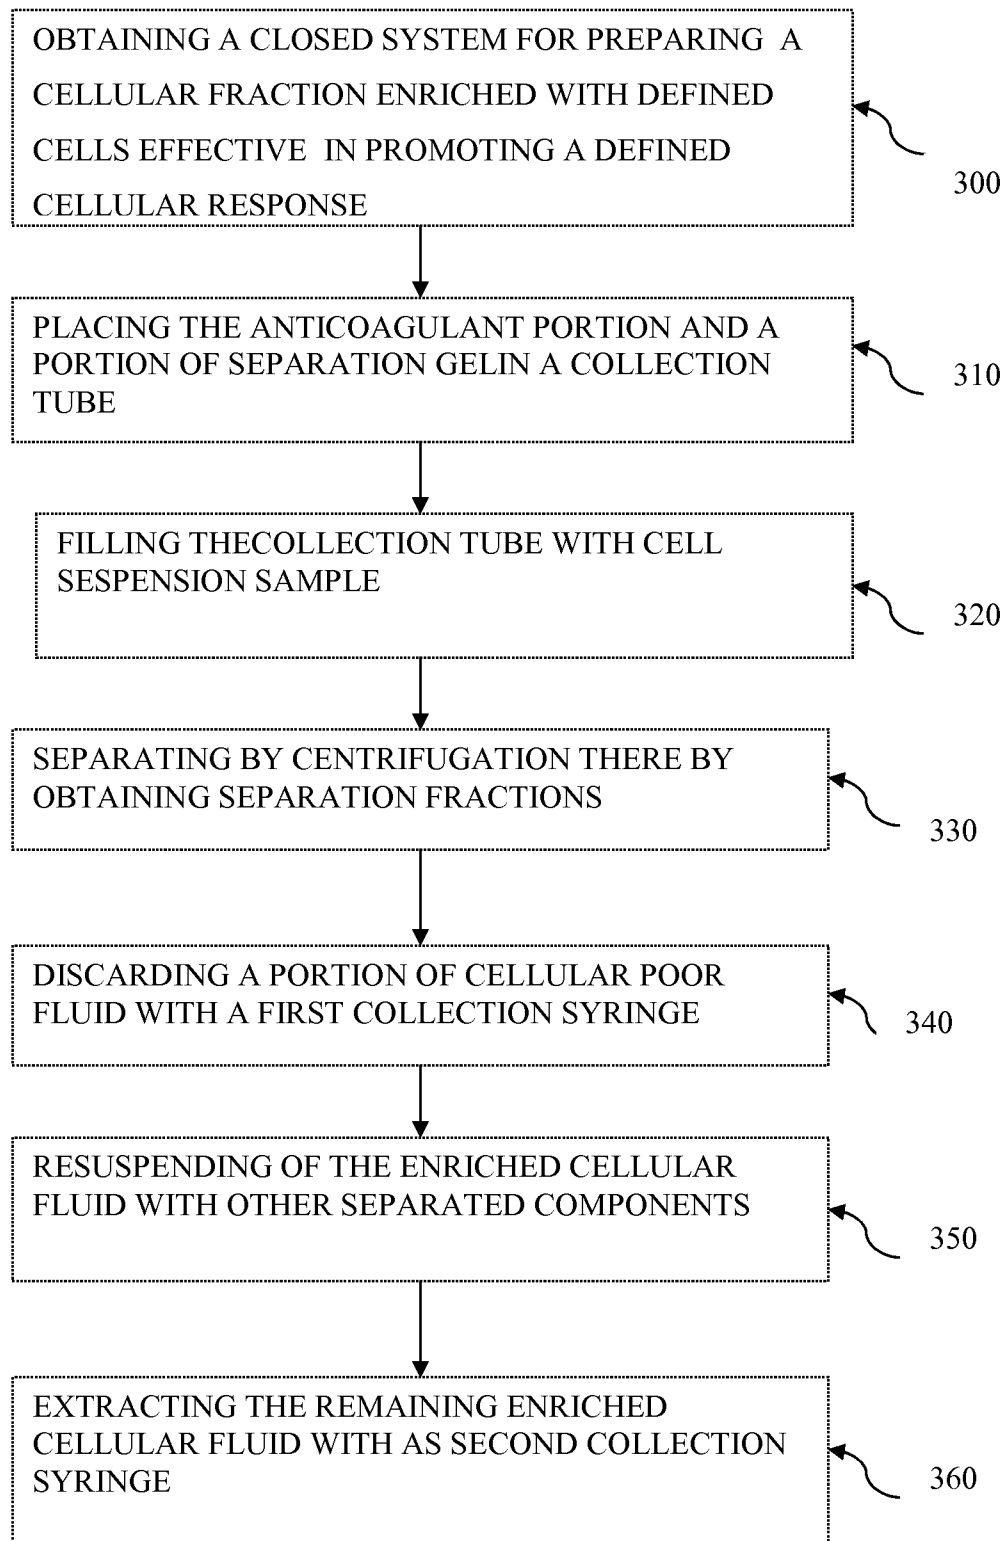 OBTAINING A CLOSED SYSTEM FOR PREPARING A
CELLULAR FRACTION ENRICHED WITH DEFINED
CELLS EFFECTIVE IN PROMOTING A DEFINED
CELLULAR RESPONSE
300
PLACING THE ANTICOAGULANT PORTION AND A
PORTION OF SEPARATION GELIN A COLLECTION
TUBE
310
FILLING THECOLLECTION TUBE WITH CELL
SESPENSION SAMPLE
320
SEPARATING BY CENTRIFUGATION THERE BY
OBTAINING SEPARATION FRACTIONS
330
DISCARDING A PORTION OF CELLULAR POOR
FLUID WITH A FIRST COLLECTION SYRINGE
340
RESUSPENDING OF THE ENRICHED CELLULAR
FLUID WITH OTHER SEPARATED COMPONENTS
350
EXTRACTING THE REMAINING ENRICHED
CELLULAR FLUID WITH AS SECOND COLLECTION
SYRINGE
360